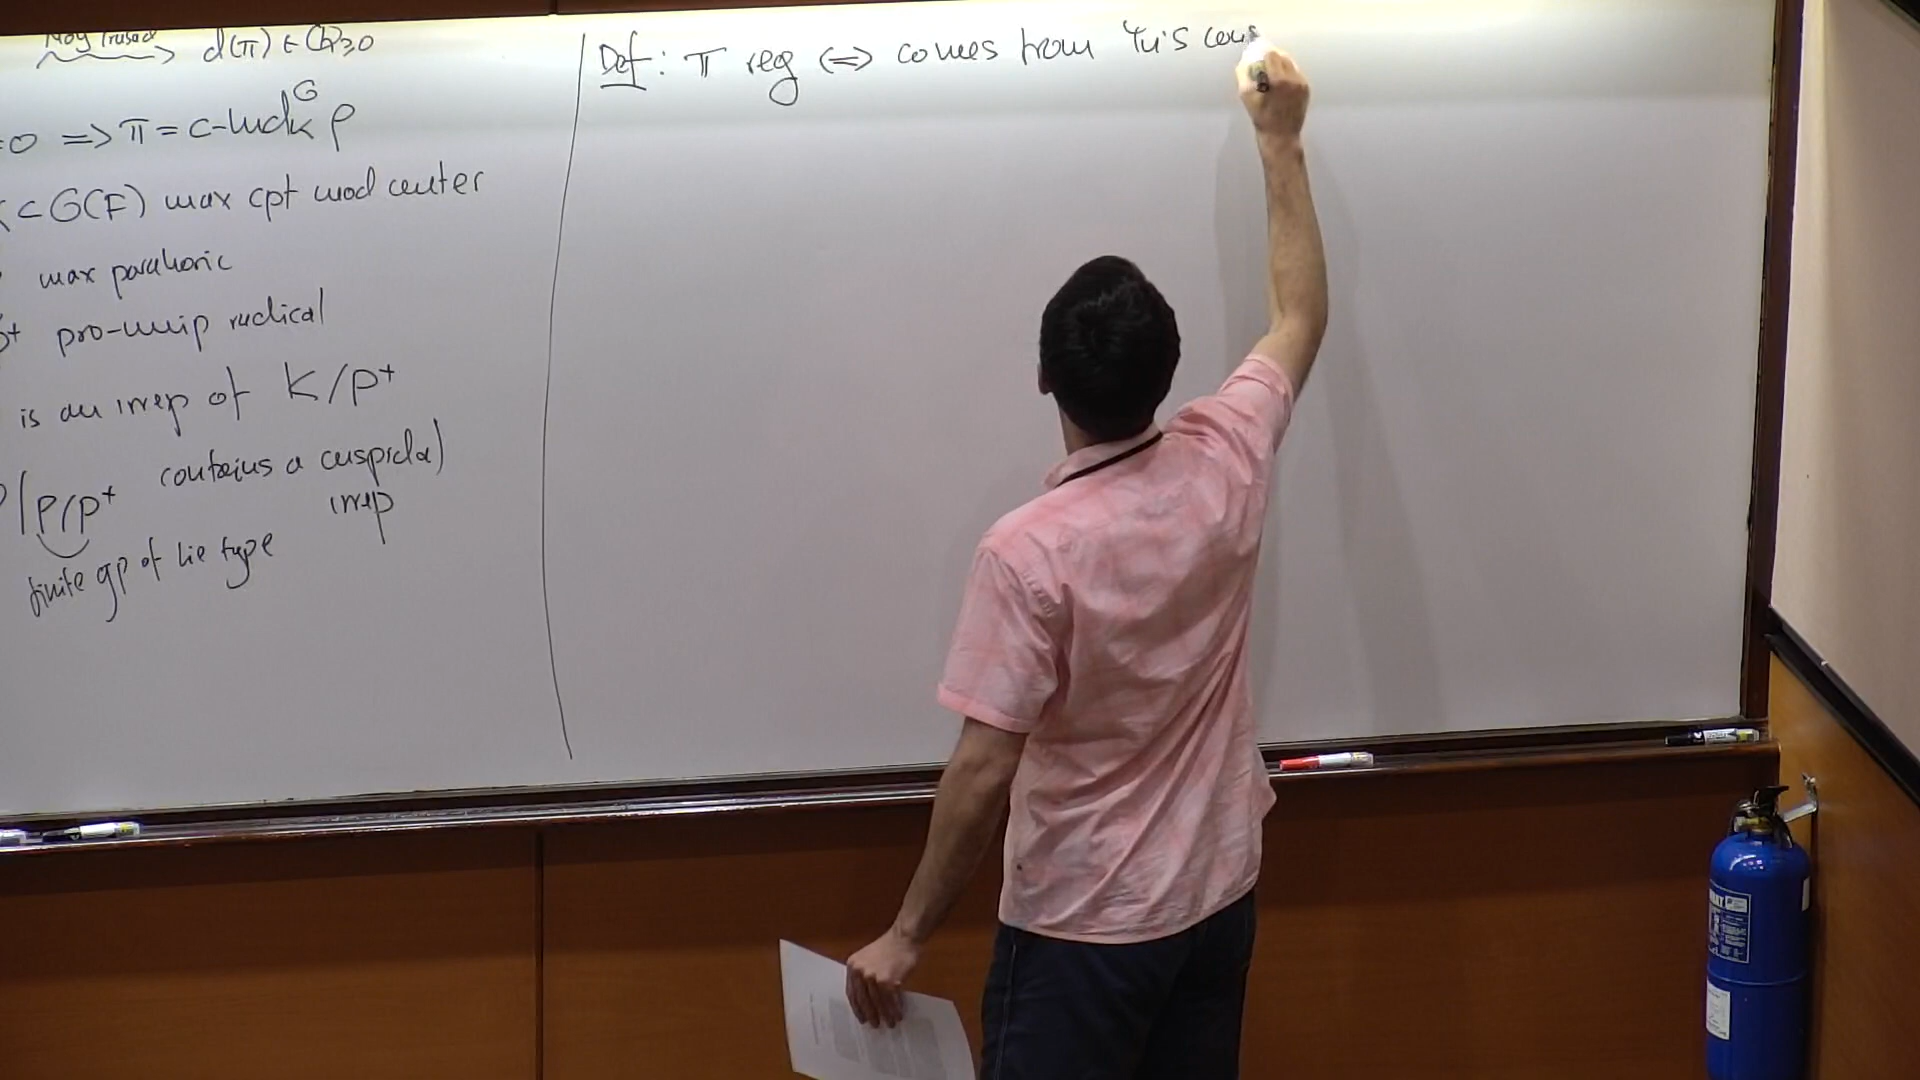 Moy Prasad d(π) ∈ Q≥0
=0 => π = c-Ind_K^G ρ
K ⊂ G(F) max cpt mod center
max parahoric
+ pro-unip radical
is an irrep of K/P+
|P/P+ contains a cuspidal
irrep
finite gp of Lie type
Def: π reg <=> comes from Yu's cons